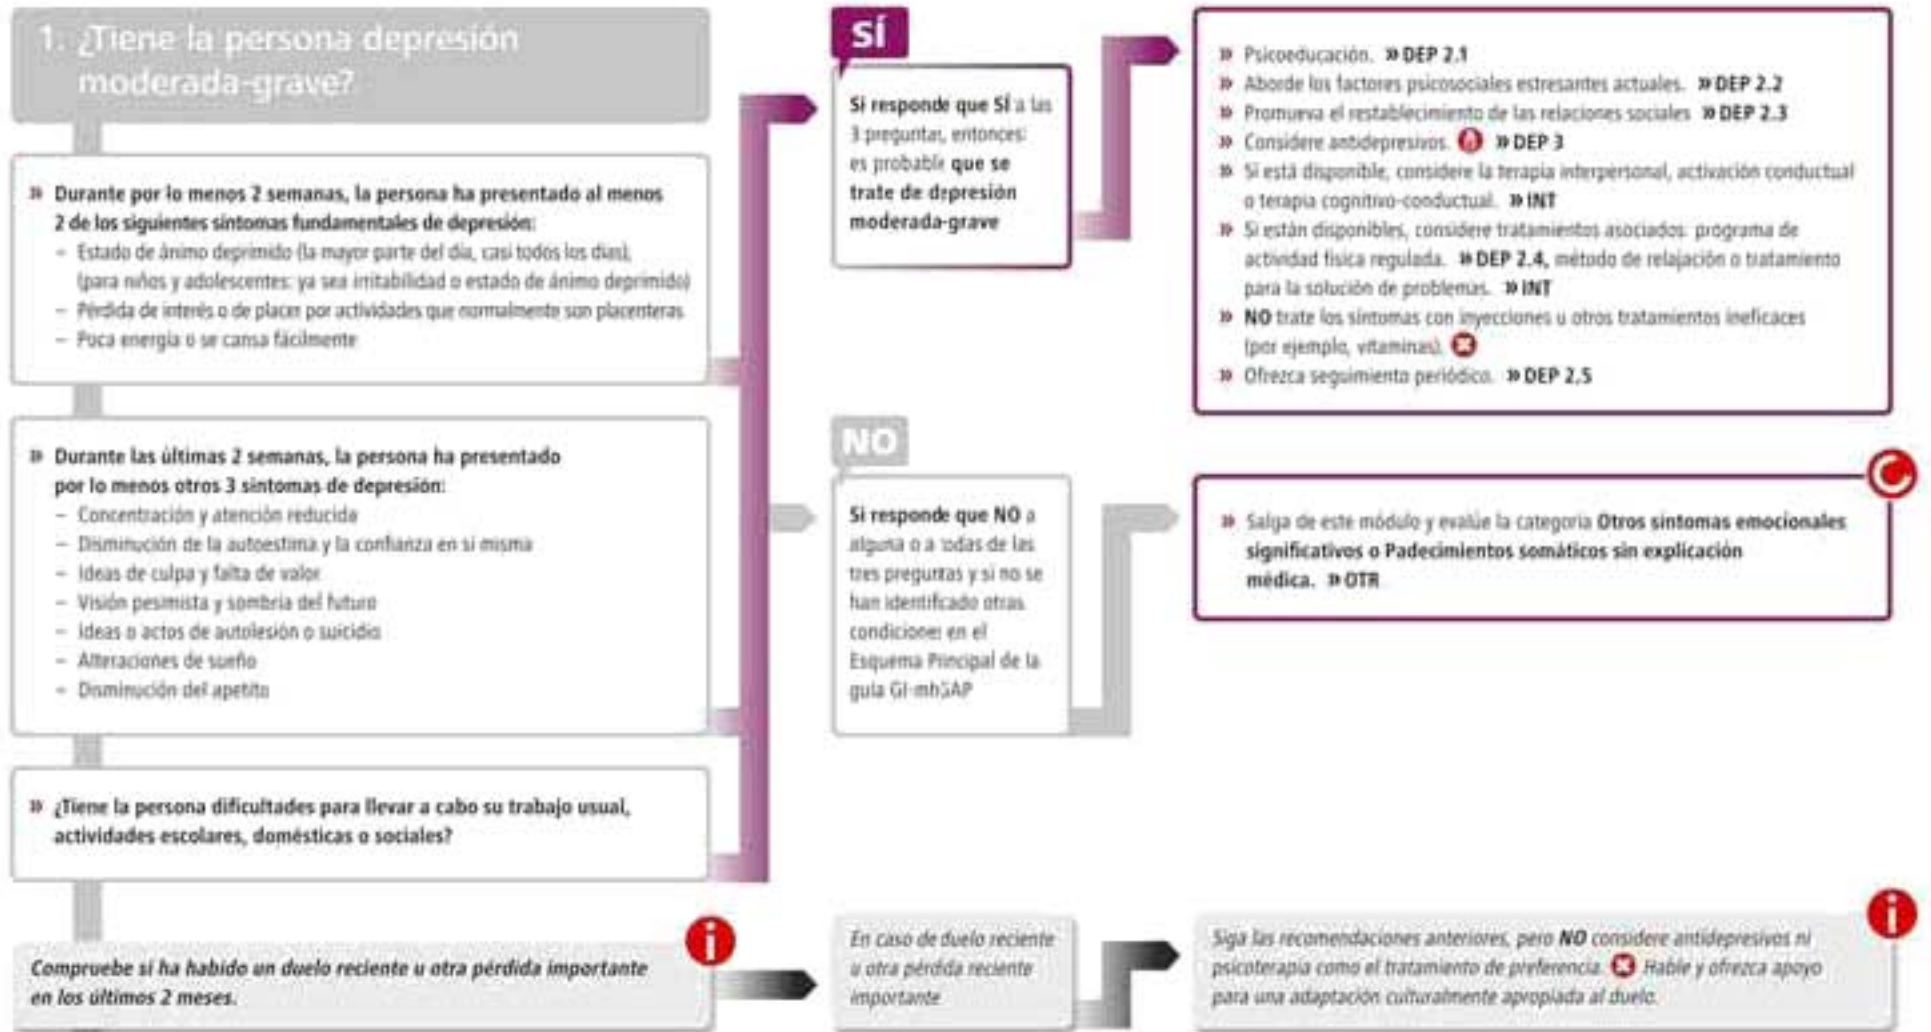 1. ¿Tiene la persona depresión
moderada-grave?
» Durante por lo menos 2 semanas, la persona ha presentado al menos
2 de los siguientes síntomas fundamentales de depresión:
– Estado de ánimo deprimido (la mayor parte del día, casi todos los días),
(para niños y adolescentes: ya sea irritabilidad o estado de ánimo deprimido)
– Pérdida de interés o de placer por actividades que normalmente son placenteras
– Poca energía o se cansa fácilmente
» Durante las últimas 2 semanas, la persona ha presentado
por lo menos otros 3 síntomas de depresión:
– Concentración y atención reducida
– Disminución de la autoestima y la confianza en sí misma
– Ideas de culpa y falta de valor
– Visión pesimista y sombría del futuro
– Ideas o actos de autolesión o suicidio
– Alteraciones de sueño
– Disminución del apetito
» ¿Tiene la persona dificultades para llevar a cabo su trabajo usual,
actividades escolares, domésticas o sociales?
Compruebe si ha habido un duelo reciente u otra pérdida importante
en los últimos 2 meses.
SÍ
Si responde que SÍ a las
3 preguntas, entonces:
es probable que se
trate de depresión
moderada-grave
NO
Si responde que NO a
alguna o a todas de las
tres preguntas y si no se
han identificado otras
condiciones en el
Esquema Principal de la
guía GI-mhGAP
En caso de duelo reciente
u otra pérdida reciente
importante
» Psicoeducación. » DEP 2.1
» Aborde los factores psicosociales estresantes actuales. » DEP 2.2
» Promueva el restablecimiento de las relaciones sociales » DEP 2.3
» Considere antidepresivos. » DEP 3
» Si está disponible, considere la terapia interpersonal, activación conductual
o terapia cognitivo-conductual. » INT
» Si están disponibles, considere tratamientos asociados: programa de
actividad física regulada. » DEP 2.4, método de relajación o tratamiento
para la solución de problemas. » INT
» NO trate los síntomas con inyecciones u otros tratamientos ineficaces
(por ejemplo, vitaminas).
» Ofrezca seguimiento periódico. » DEP 2.5
» Salga de este módulo y evalúe la categoría Otros síntomas emocionales
significativos o Padecimientos somáticos sin explicación
médica. » OTR
Siga las recomendaciones anteriores, pero NO considere antidepresivos ni
psicoterapia como el tratamiento de preferencia. Hable y ofrezca apoyo
para una adaptación culturalmente apropiada al duelo.